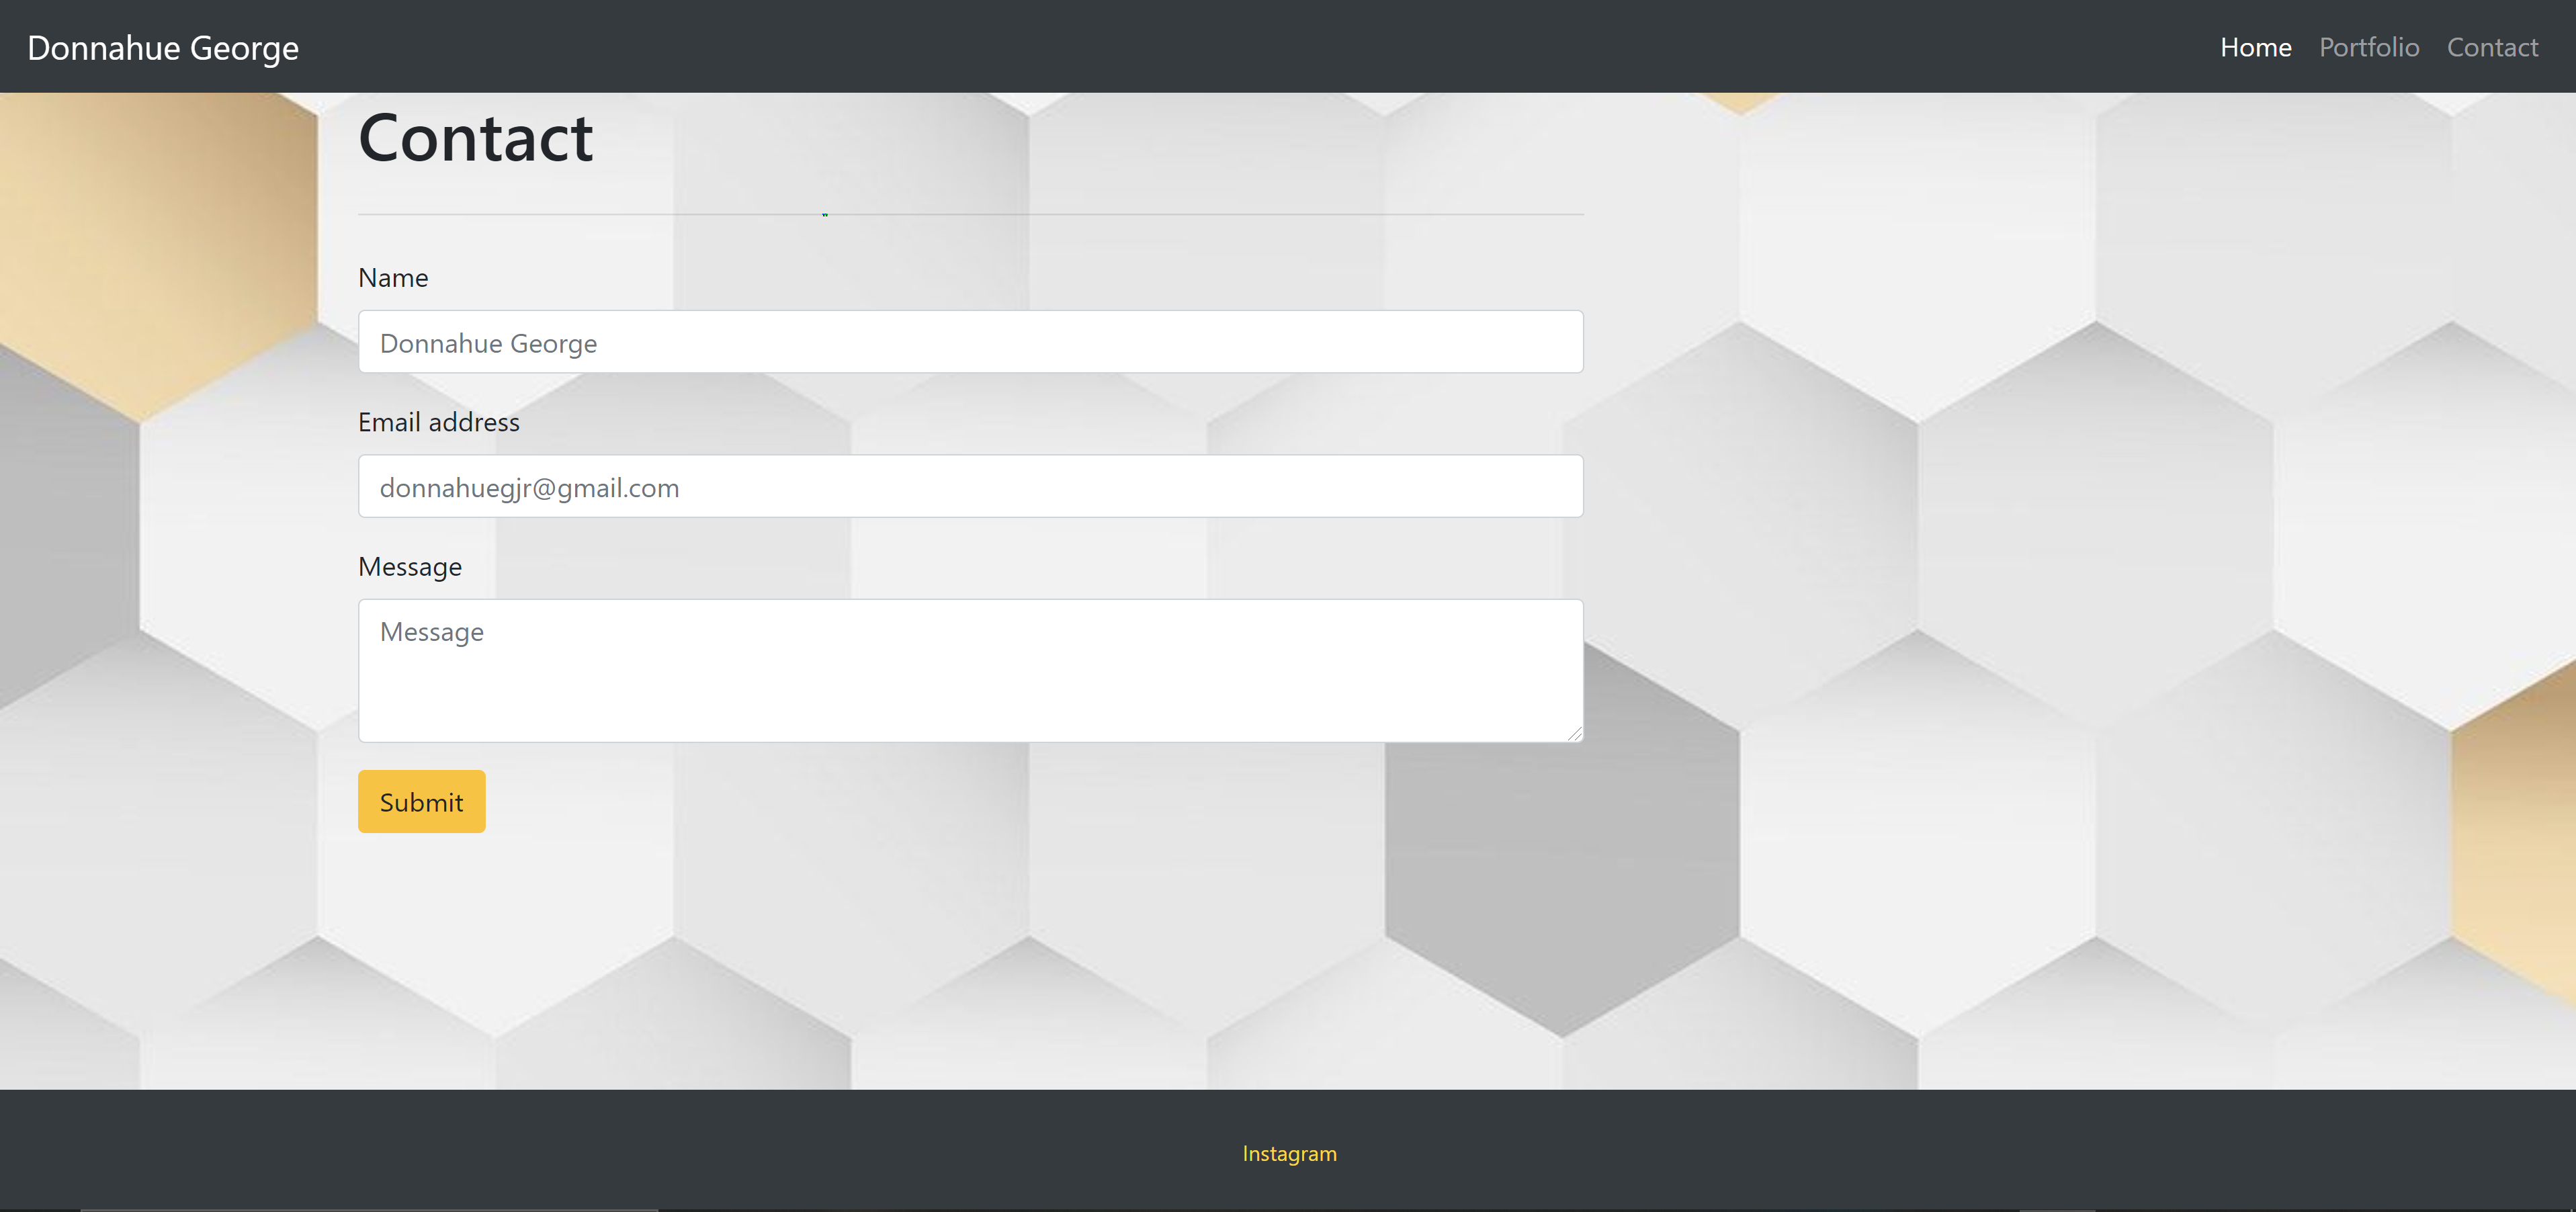 Donnahue George
Home Portfolio Contact
Contact
Name
Donnahue George
Email address
donnahuegjr@gmail.com
Message
Message
Submit
Instagram